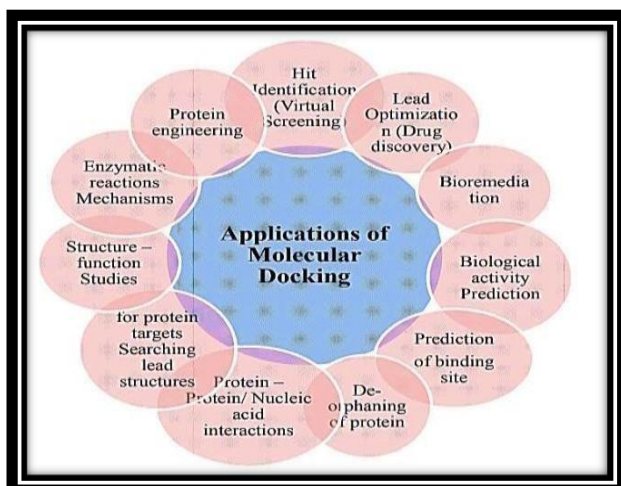 Hit
Identification
(Virtual
Screening)
Lead
Optimizatio
n (Drug
discovery)
Bioremedia
tion
Biological
activity
Prediction
Prediction
of binding
site
De-
orphaning
of protein
Protein –
Protein/ Nucleic
acid
interactions
for protein
targets
Searching
lead
structures
Structure –
function
Studies
Enzymatic
reactions
Mechanisms
Protein
engineering
Applications of
Molecular
Docking